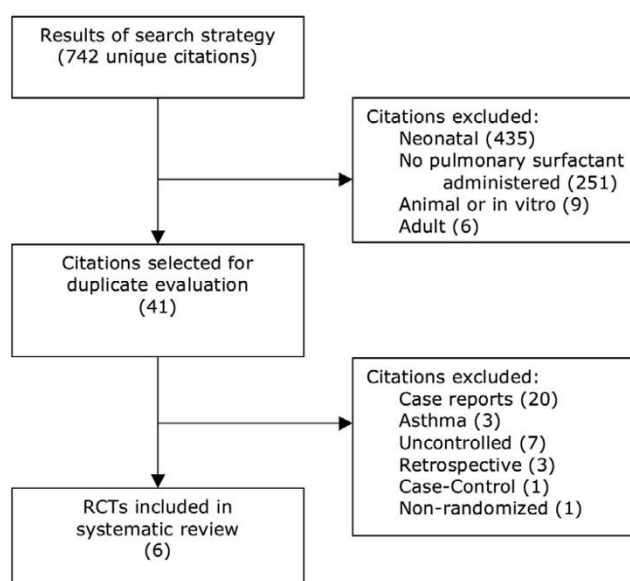 Results of search strategy
(742 unique citations)
Citations excluded:
Neonatal (435)
No pulmonary surfactant
administered (251)
Animal or in vitro (9)
Adult (6)
Citations selected for
duplicate evaluation
(41)
Citations excluded:
Case reports (20)
Asthma (3)
Uncontrolled (7)
Retrospective (3)
Case-Control (1)
Non-randomized (1)
RCTs included in
systematic review
(6)